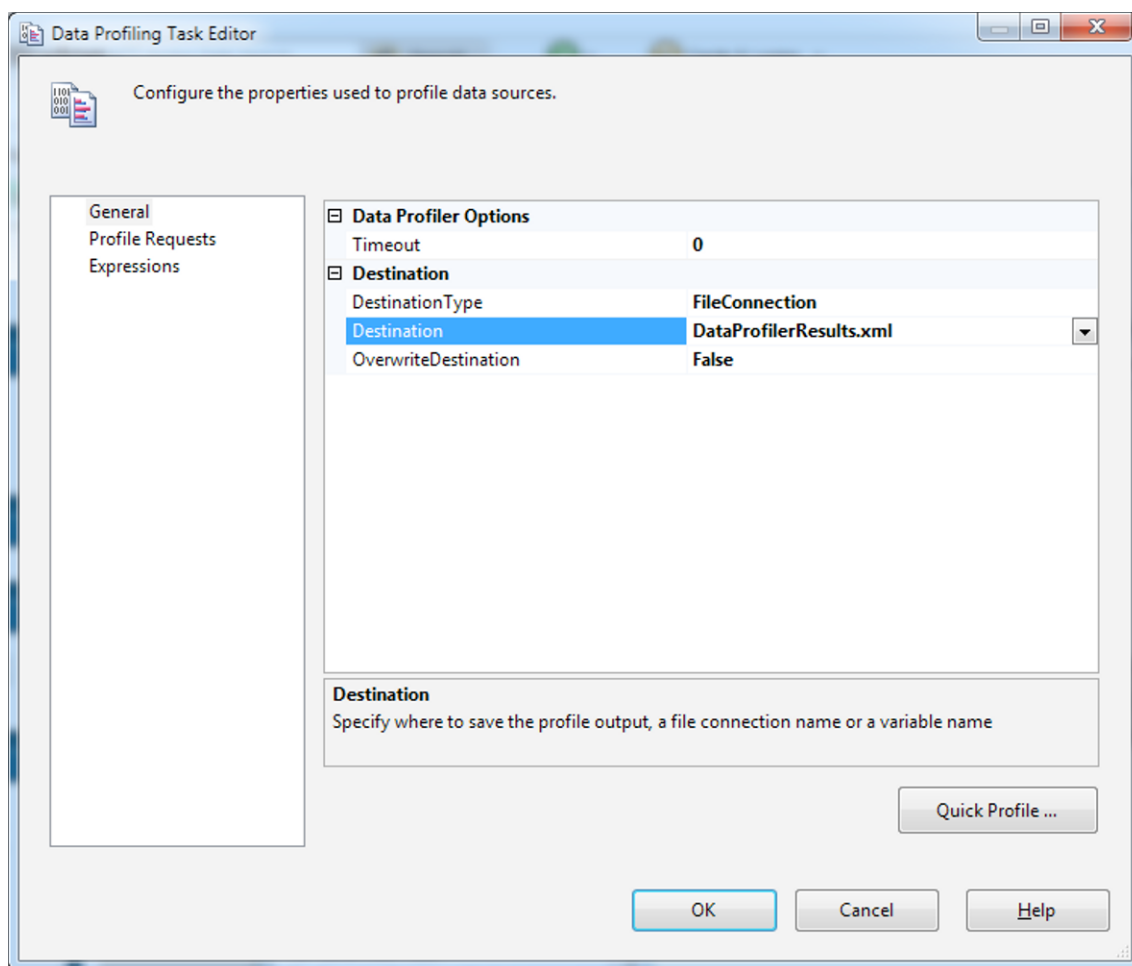 Data Profiling Task Editor
Configure the properties used to profile data sources.
General
Profile Requests
Expressions
Data Profiler Options
Timeout 0
Destination
DestinationType FileConnection
Destination DataProfilerResults.xml
OverwriteDestination False
Destination
Specify where to save the profile output, a file connection name or a variable name
Quick Profile ...
OK Cancel Help